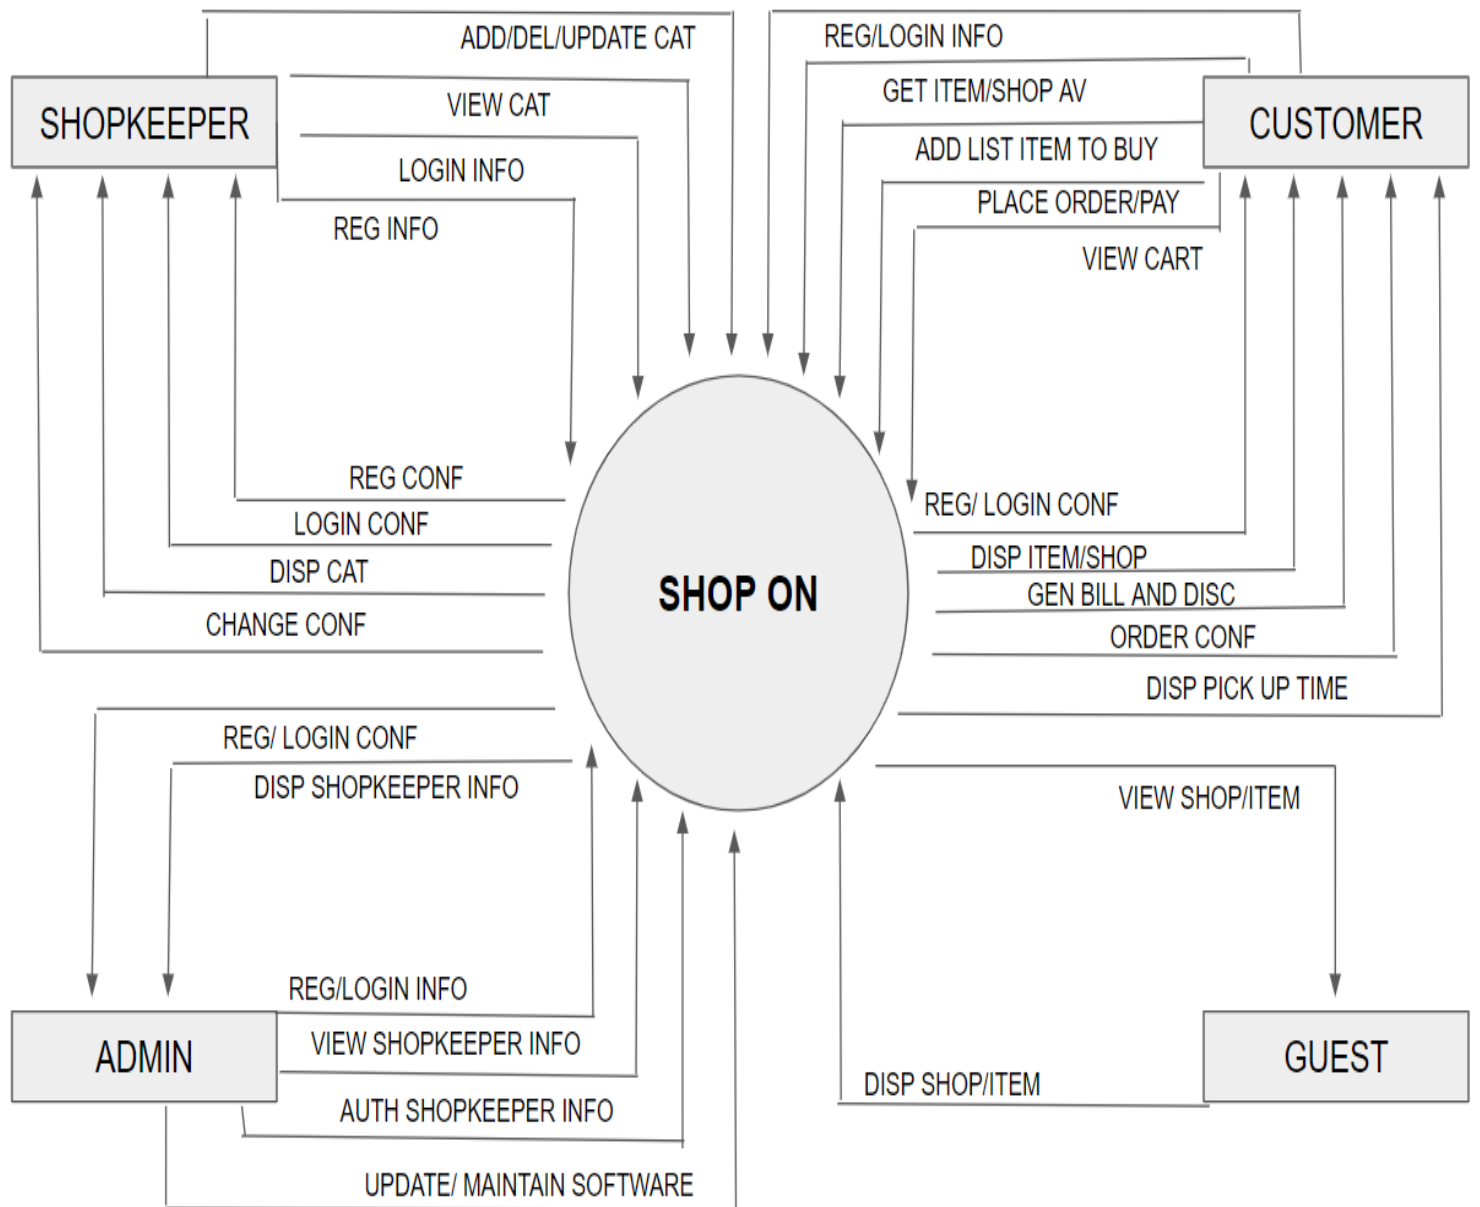 ADD/DEL/UPDATE CAT
REG/LOGIN INFO
VIEW CAT
GET ITEM/SHOP AV
SHOPKEEPER
CUSTOMER
LOGIN INFO
ADD LIST ITEM TO BUY
REG INFO
PLACE ORDER/PAY
VIEW CART
REG CONF
REG/ LOGIN CONF
LOGIN CONF
DISP ITEM/SHOP
DISP CAT
GEN BILL AND DISC
SHOP ON
CHANGE CONF
ORDER CONF
DISP PICK UP TIME
REG/ LOGIN CONF
DISP SHOPKEEPER INFO
VIEW SHOP/ITEM
REG/LOGIN INFO
ADMIN
VIEW SHOPKEEPER INFO
GUEST
DISP SHOP/ITEM
AUTH SHOPKEEPER INFO
UPDATE/ MAINTAIN SOFTWARE